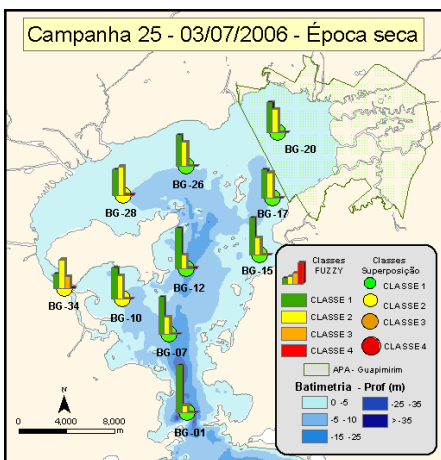 Campanha 25 - 03/07/2006 - Época seca
BG-20
BG-26
BG-28
BG-17
BG-15
BG-12
BG-34
BG-10
BG-07
BG-01
Classes FUZZY
CLASSE 1
CLASSE 2
CLASSE 3
CLASSE 4
Classes Superposição
CLASSE 1
CLASSE 2
CLASSE 3
CLASSE 4
APA - Guapimirim
Batimetria - Prof (m)
0 -5
-5 -10
-15 -25
-25 -35
>-35
N
4,000
0
4,000
8,000
m